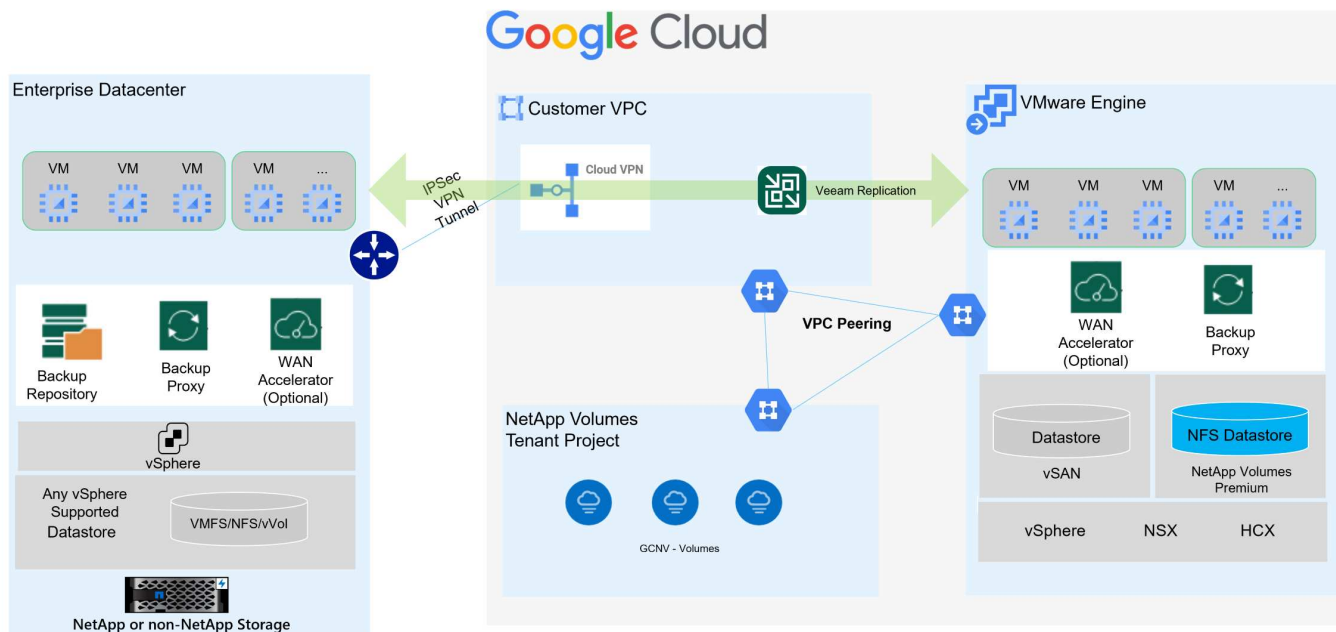 Google Cloud
Enterprise Datacenter
VM
VM
VM
VM
...
IPSec
VPN
Tunnel
Backup
Repository
Backup
Proxy
WAN
Accelerator
(Optional)
vSphere
Any vSphere
Supported
Datastore
VMFS/NFS/vVol
NetApp or non-NetApp Storage
Customer VPC
Cloud VPN
Veeam Replication
VPC Peering
NetApp Volumes
Tenant Project
GCNV - Volumes
VMware Engine
VM
VM
VM
VM
...
WAN
Accelerator
(Optional)
Backup
Proxy
Datastore
vSAN
NFS Datastore
NetApp Volumes
Premium
vSphere
NSX
HCX